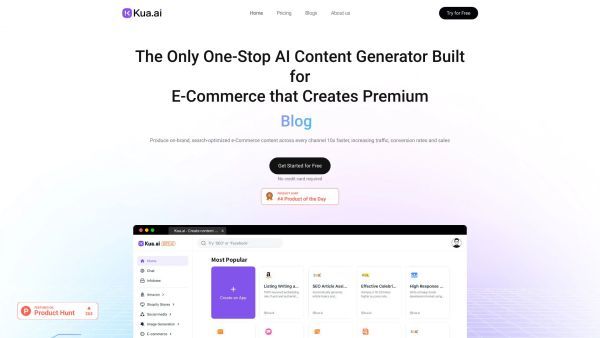 Kua.ai
Home Pricing Blogs About us
Try for Free
The Only One-Stop AI Content Generator Built
for
E-Commerce that Creates Premium
Blog
Produce on-brand, search-optimized e-Commerce content across every channel 10x faster, increasing traffic, conversion rates and sales
Get Started for Free
No credit card required
PRODUCT HUNT
#4 Product of the Day
Kua.ai - Create content ...
Kua.ai
Try 'SEO' or 'Facebook'
Home
Chat
Infobase
Amazon
Shopify Stores
Social media
Image Generation
E-commerce
Most Popular
Create an App
Listing Writing a...
SEO Article Assi...
Effective Celebri...
High Response ...
FEATURED ON
Product Hunt